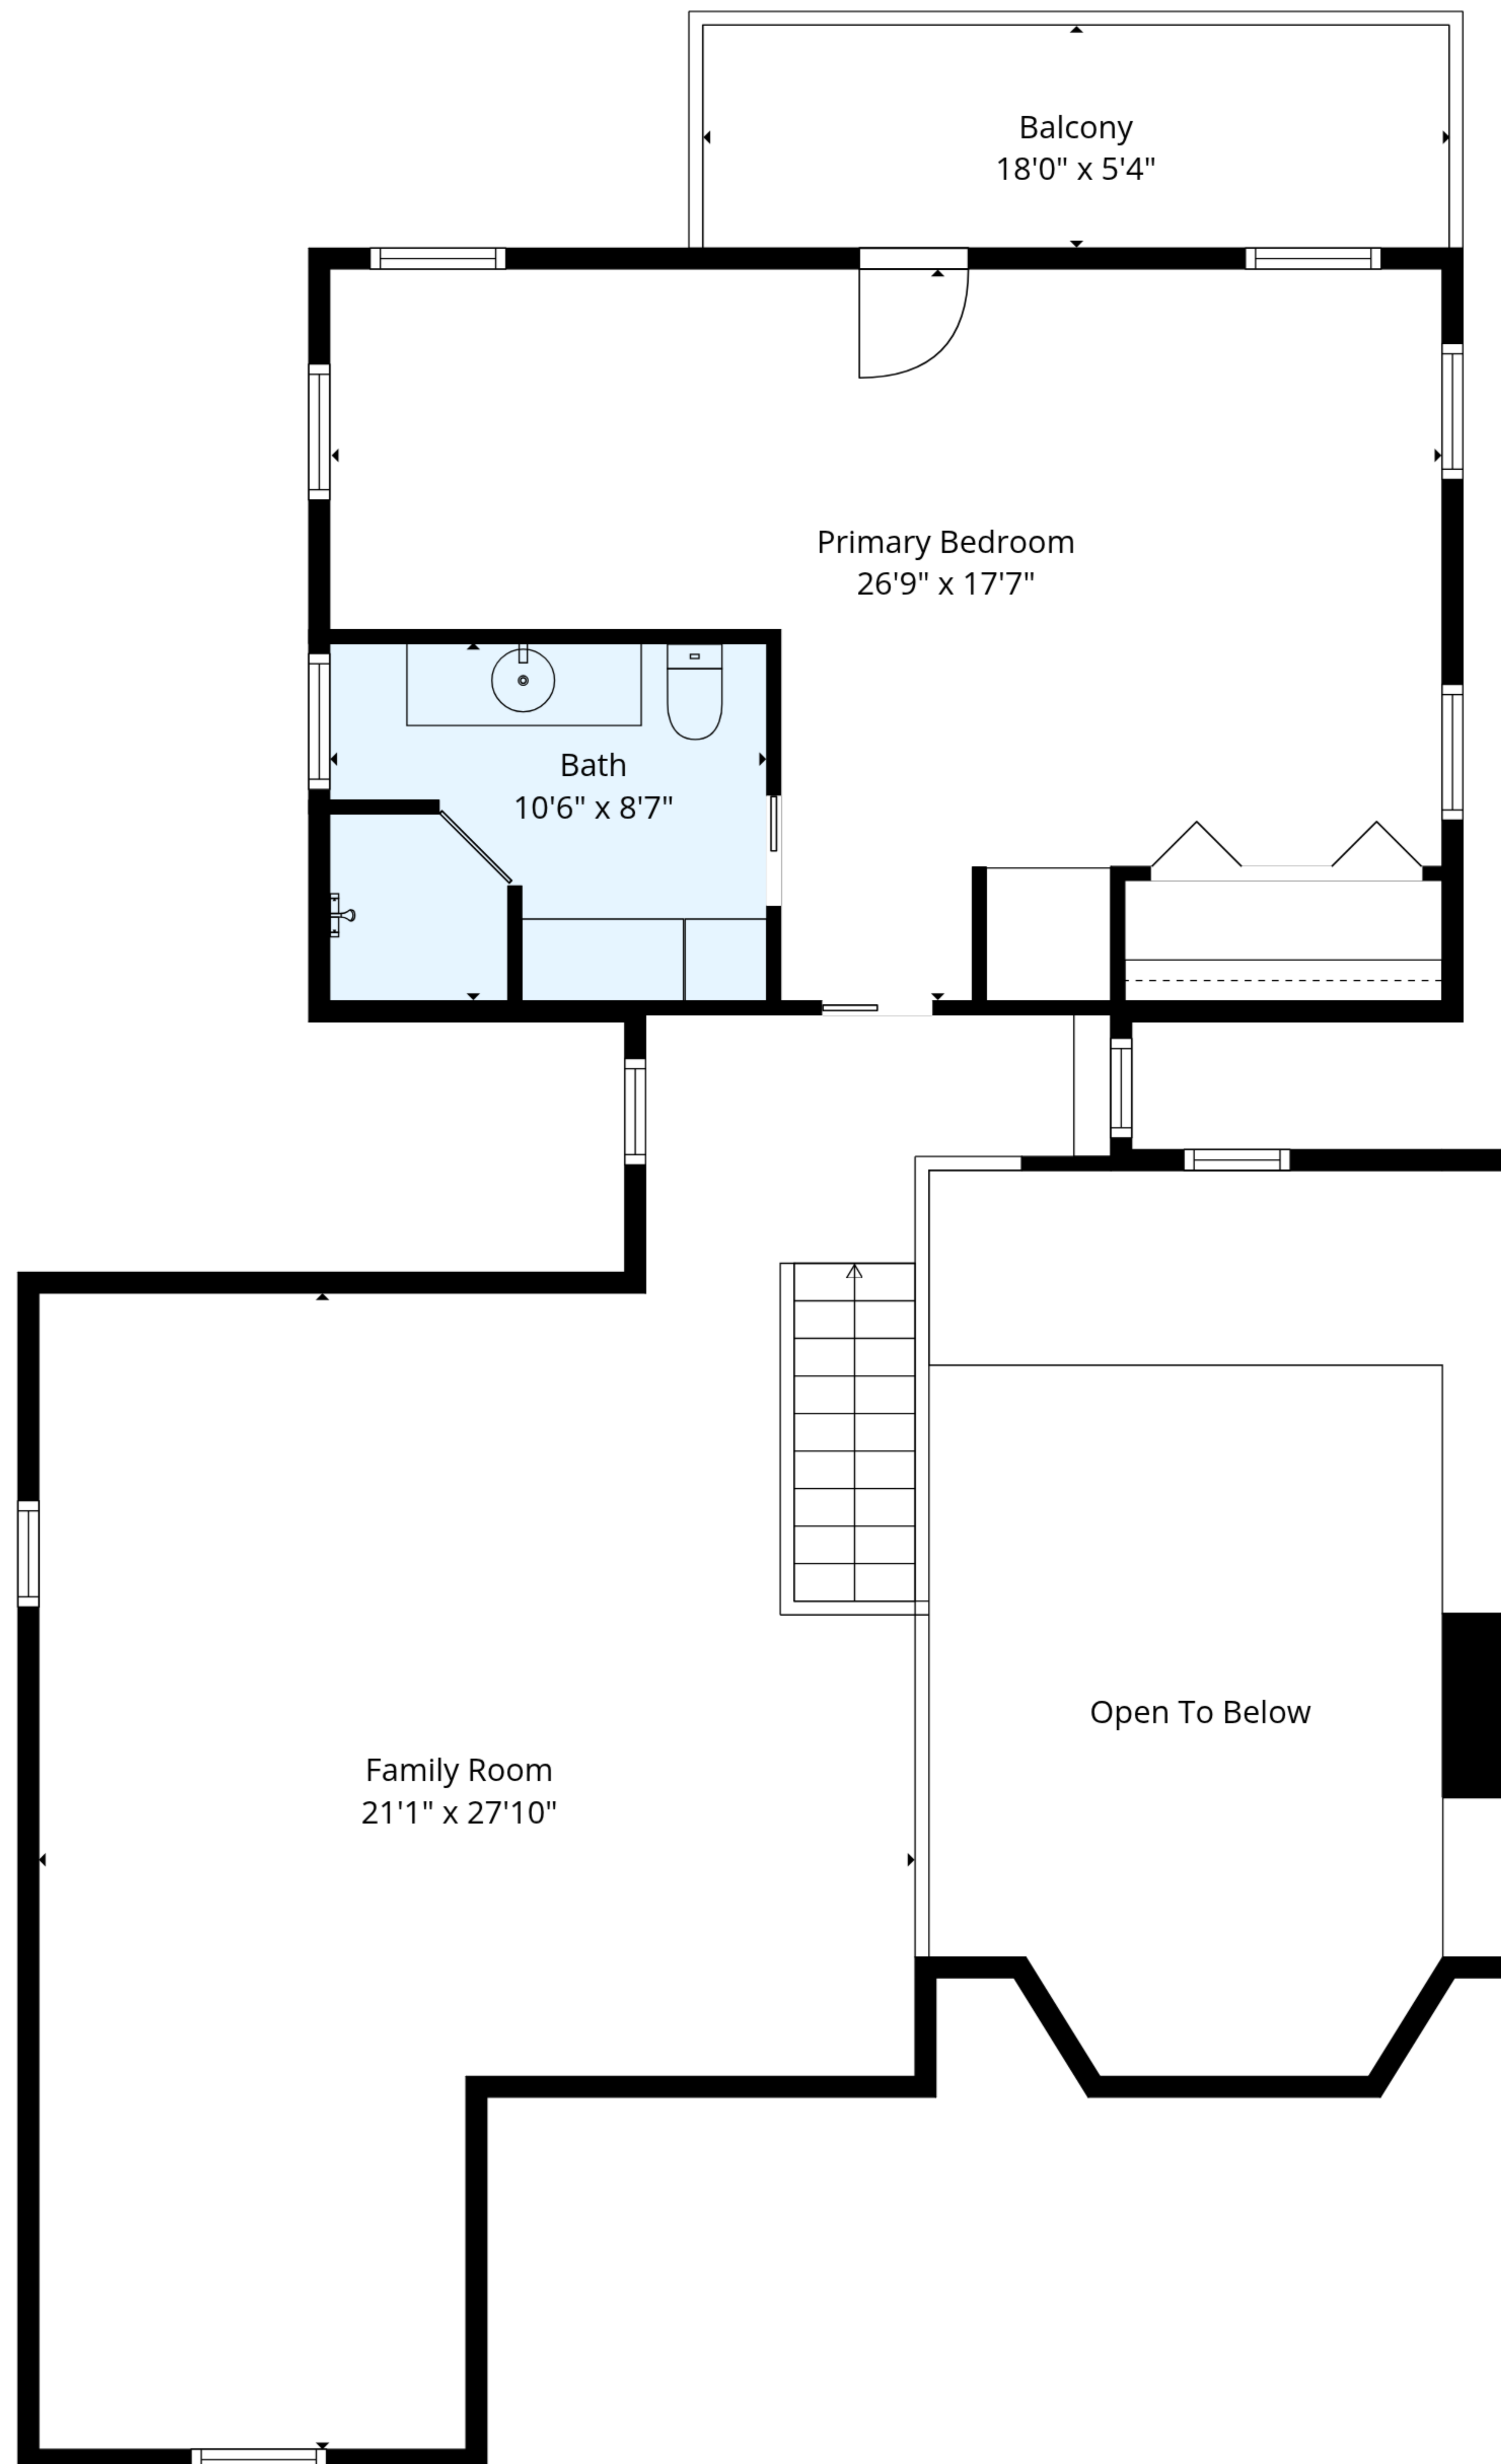 Balcony
18'0" x 5'4"
Primary Bedroom
26'9" x 17'7"
Bath
10'6" x 8'7"
Open To Below
Family Room
21'1" x 27'10"